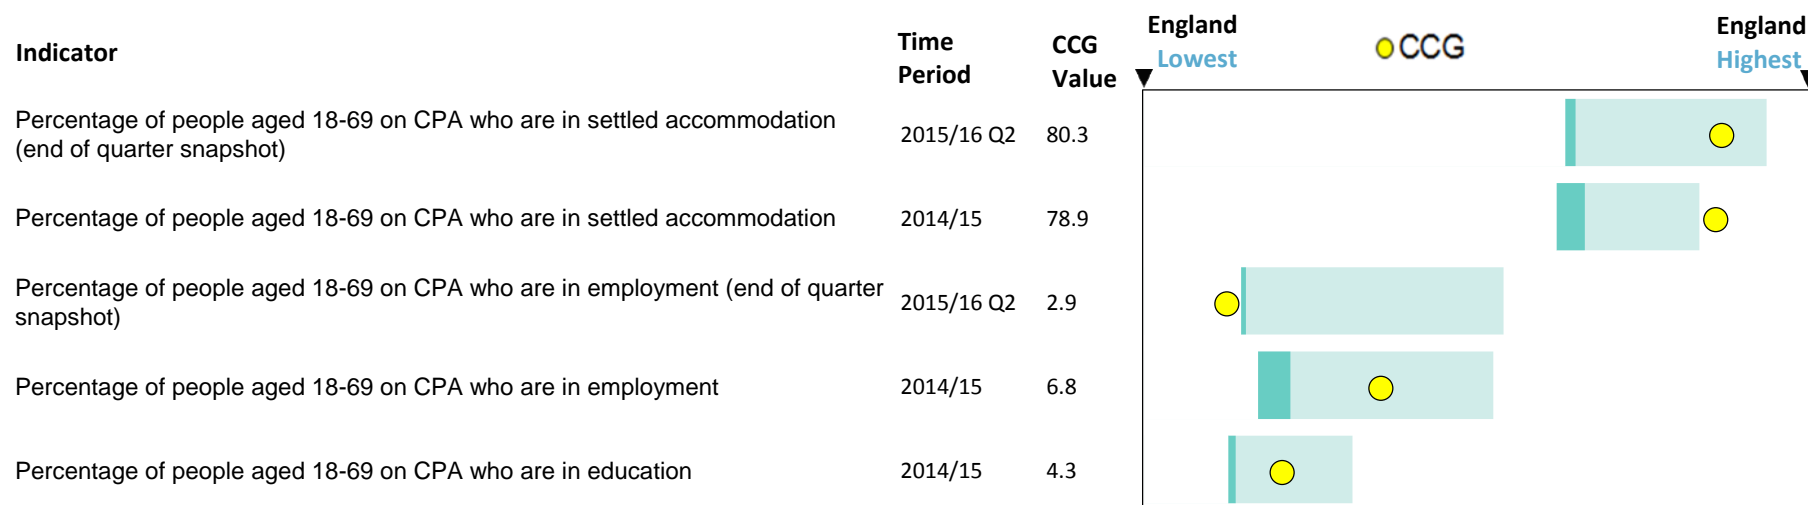 Indicator
Time
Period
CCG
Value
England
Lowest
CCG
England
Highest
Percentage of people aged 18-69 on CPA who are in settled accommodation
(end of quarter snapshot)
2015/16 Q2
80.3
Percentage of people aged 18-69 on CPA who are in settled accommodation
2014/15
78.9
Percentage of people aged 18-69 on CPA who are in employment (end of quarter
snapshot)
2015/16 Q2
2.9
Percentage of people aged 18-69 on CPA who are in employment
2014/15
6.8
Percentage of people aged 18-69 on CPA who are in education
2014/15
4.3